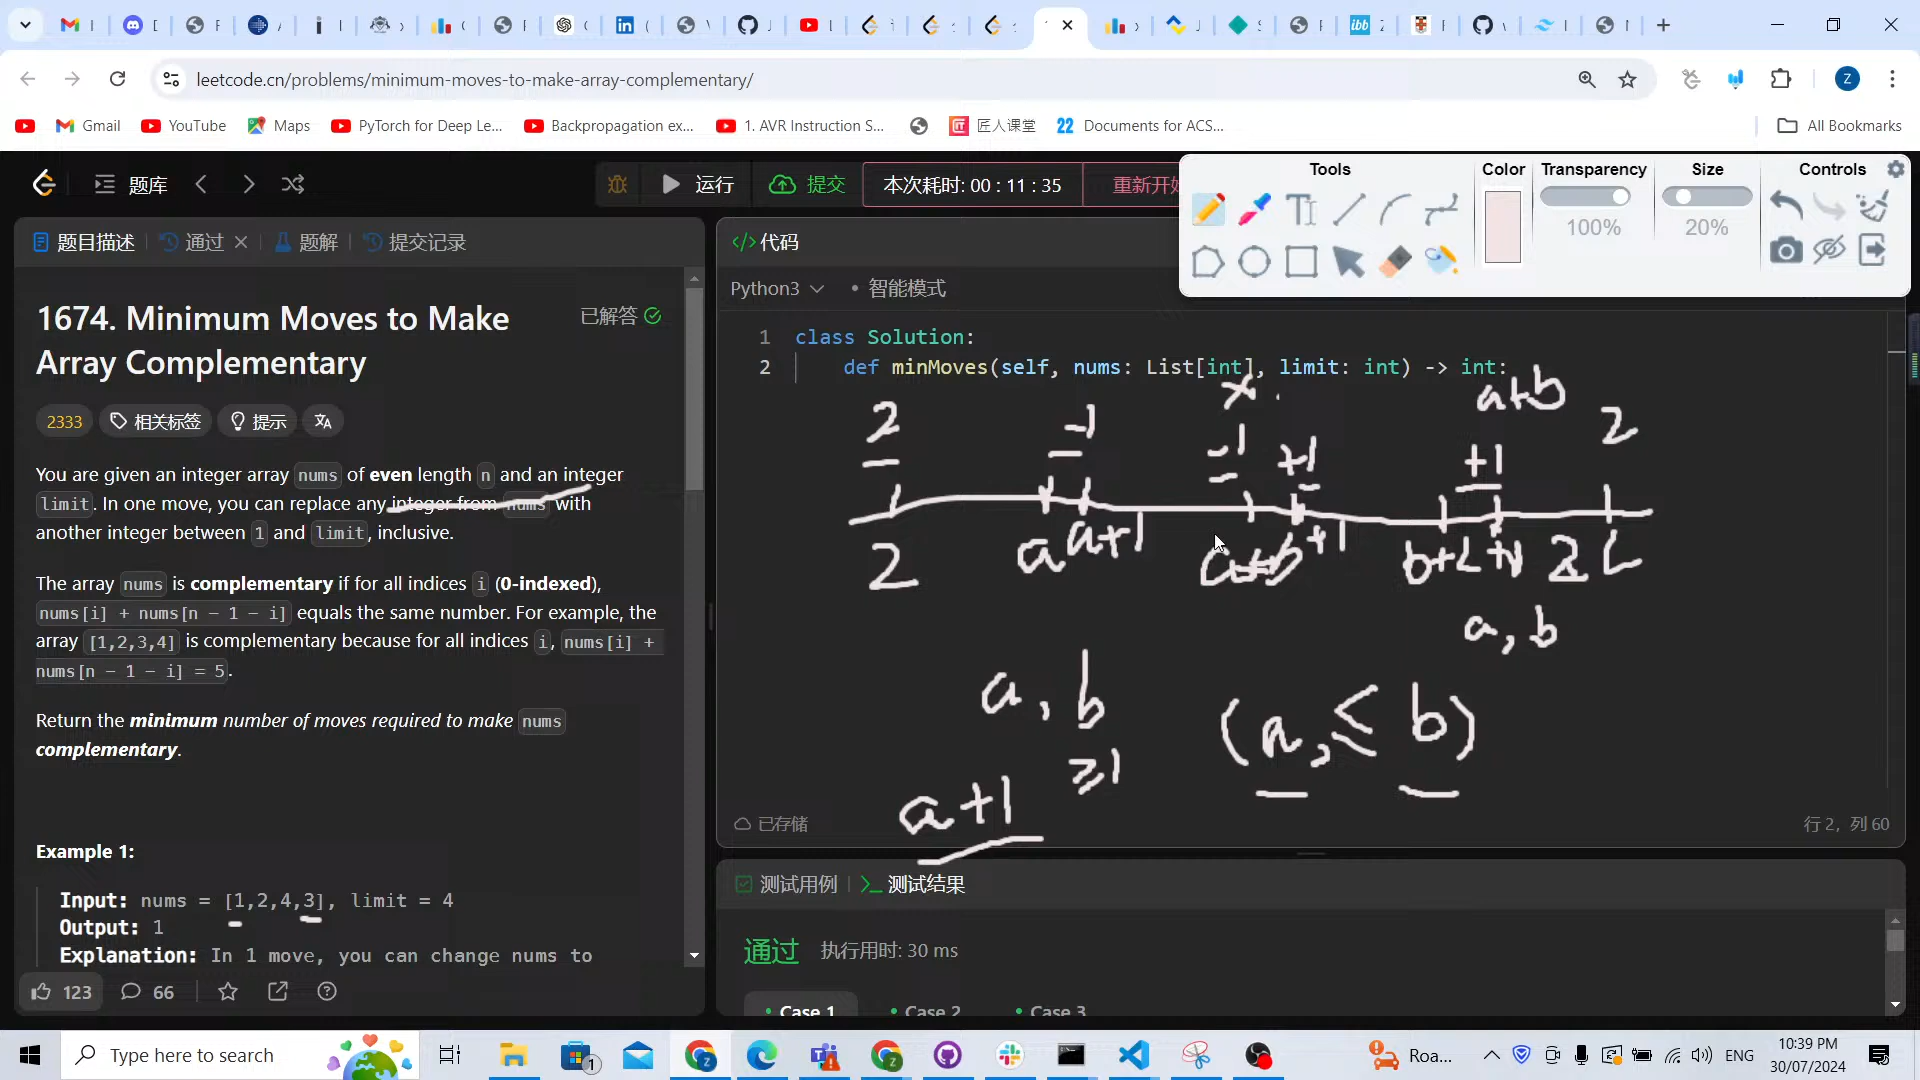 leetcode.cn/problems/minimum-moves-to-make-array-complementary/
Gmail
YouTube
Maps
PyTorch for Deep Le...
Backpropagation ex...
1. AVR Instruction S...
匠人课堂
Documents for ACS...
All Bookmarks
题库
运行
提交
本次耗时: 00 : 11 : 35
重新开始
Tools
Color
Transparency
Size
Controls
100%
20%
题目描述
通过
题解
提交记录
代码
Python3
智能模式
1674. Minimum Moves to Make
Array Complementary
已解答
2333
相关标签
提示
You are given an integer array nums of even length n and an integer
limit. In one move, you can replace any integer from nums with
another integer between 1 and limit, inclusive.
The array nums is complementary if for all indices i (0-indexed),
nums[i] + nums[n - 1 - i] equals the same number. For example, the
array [1,2,3,4] is complementary because for all indices i, nums[i] +
nums[n - 1 - i] = 5.
Return the minimum number of moves required to make nums
complementary.
Example 1:
Input: nums = [1,2,4,3], limit = 4
Output: 1
Explanation: In 1 move, you can change nums to
123
66
1 class Solution:
2 def minMoves(self, nums: List[int], limit: int) -> int:
x
a+b
2
-1
-1
+1
+1
2
2
a
a+1
a+b
+1
b+L+1
2L
a, b
a, b
≥1
(a, ≤ b)
a+1
已存储
行 2, 列 60
测试用例
测试结果
通过
执行用时: 30 ms
Case 1
Case 2
Case 3
Type here to search
Roa...
ENG
10:39 PM
30/07/2024